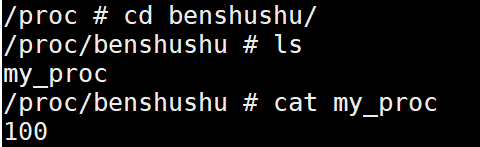 /proc # cd benshushu/
/proc/benshushu # ls
my_proc
/proc/benshushu # cat my_proc
100